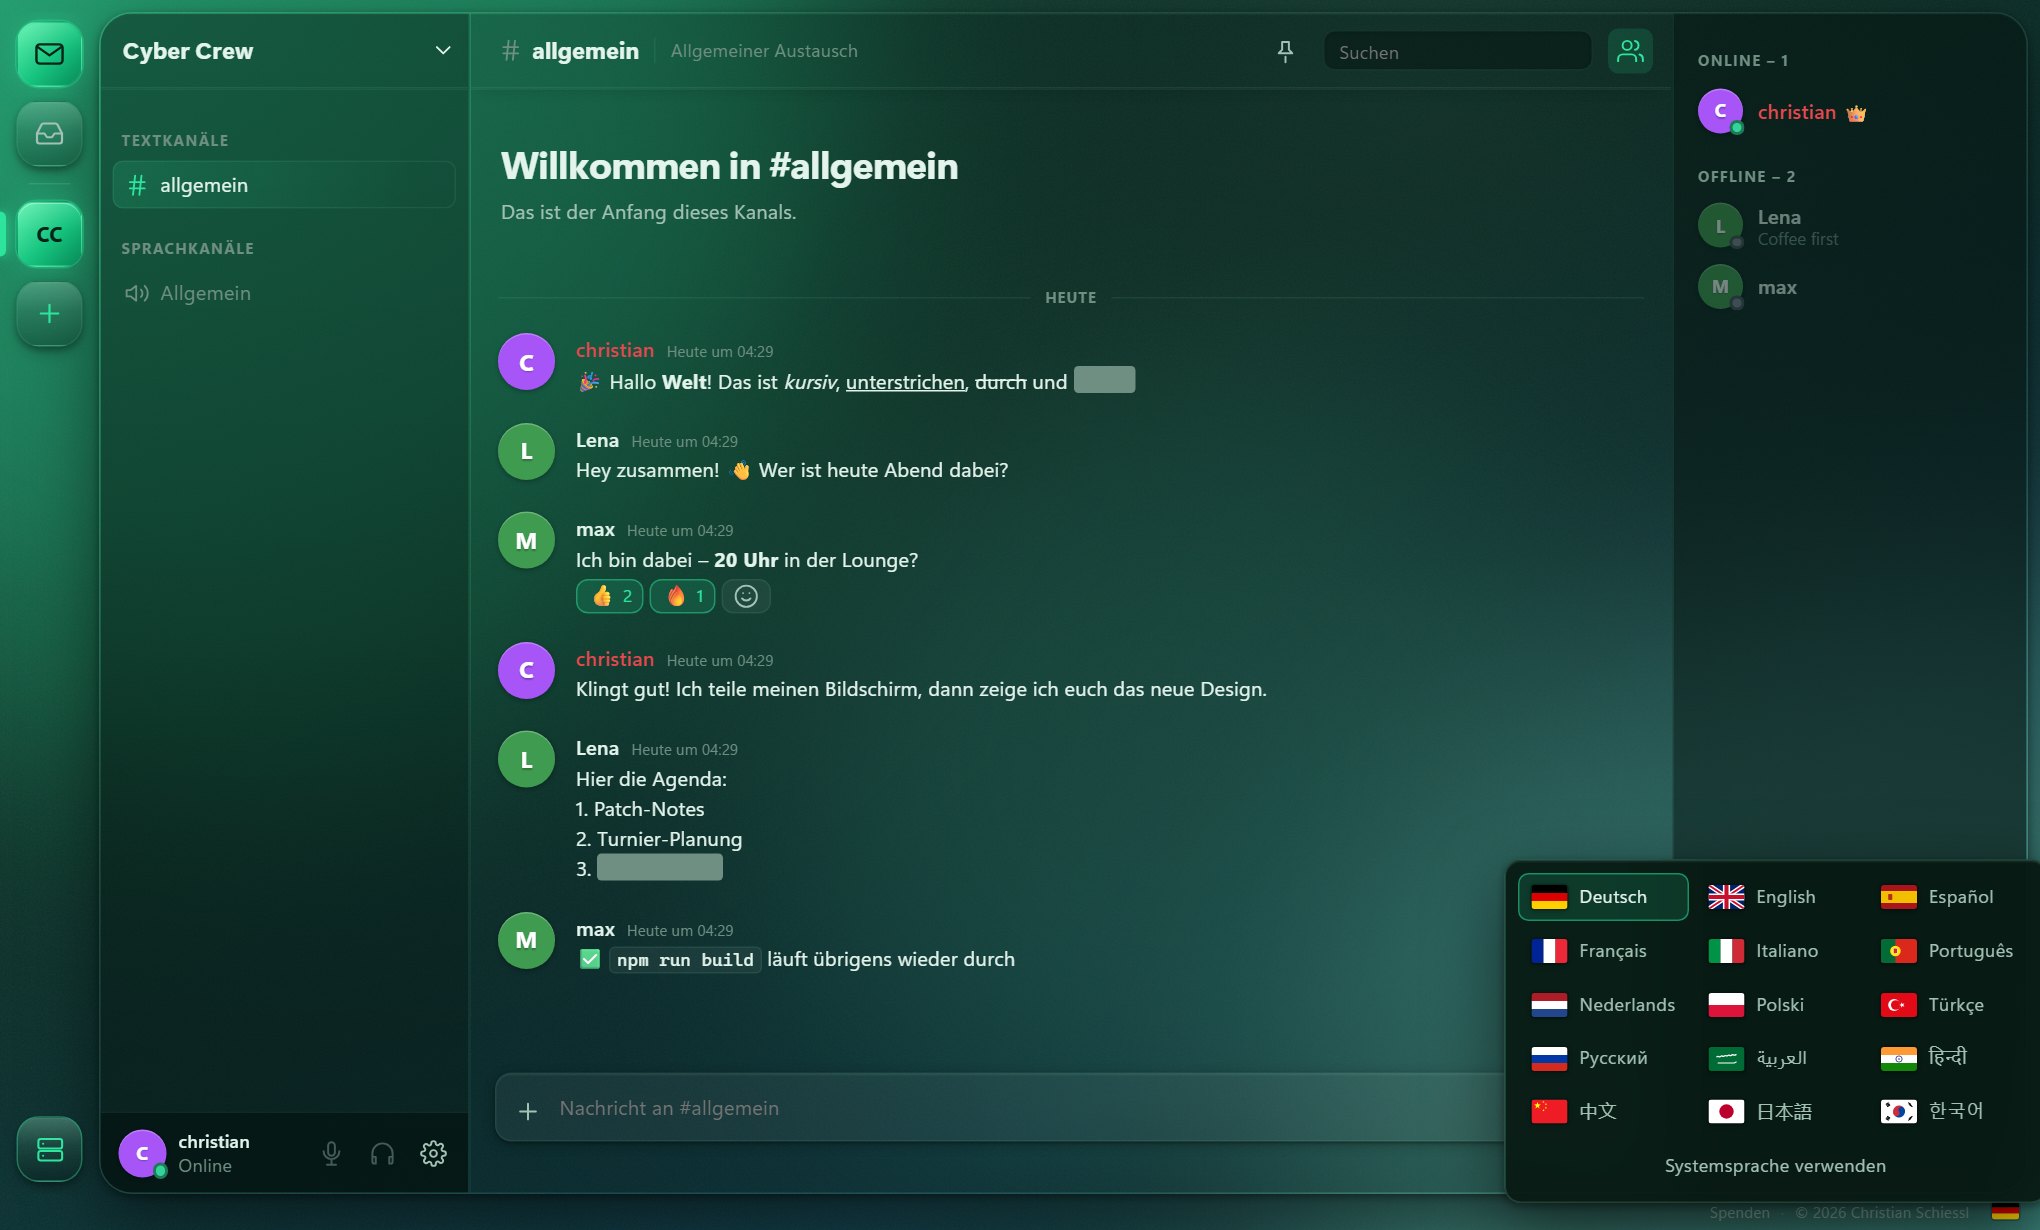 Cyber Crew
TEXTKANÄLE
# allgemein
SPRACHKANÄLE
Allgemein
CC
christian
Online
# allgemein
Allgemeiner Austausch
Suchen
Willkommen in #allgemein
Das ist der Anfang dieses Kanals.
HEUTE
C
christian Heute um 04:29
🎉 Hallo Welt! Das ist kursiv, unterstrichen, durch und
L
Lena Heute um 04:29
Hey zusammen! 👋 Wer ist heute Abend dabei?
M
max Heute um 04:29
Ich bin dabei – 20 Uhr in der Lounge?
👍 2 🔥 1
C
christian Heute um 04:29
Klingt gut! Ich teile meinen Bildschirm, dann zeige ich euch das neue Design.
L
Lena Heute um 04:29
Hier die Agenda:
1. Patch-Notes
2. Turnier-Planung
3.
M
max Heute um 04:29
✅ npm run build läuft übrigens wieder durch
Nachricht an #allgemein
ONLINE – 1
C
christian 👑
OFFLINE – 2
L
Lena
Coffee first
M
max
Deutsch English Español
Français Italiano Português
Nederlands Polski Türkçe
Русский العربية हिन्दी
中文 日本語 한국어
Systemsprache verwenden
Spenden · © 2026 Christian Schiessl
C